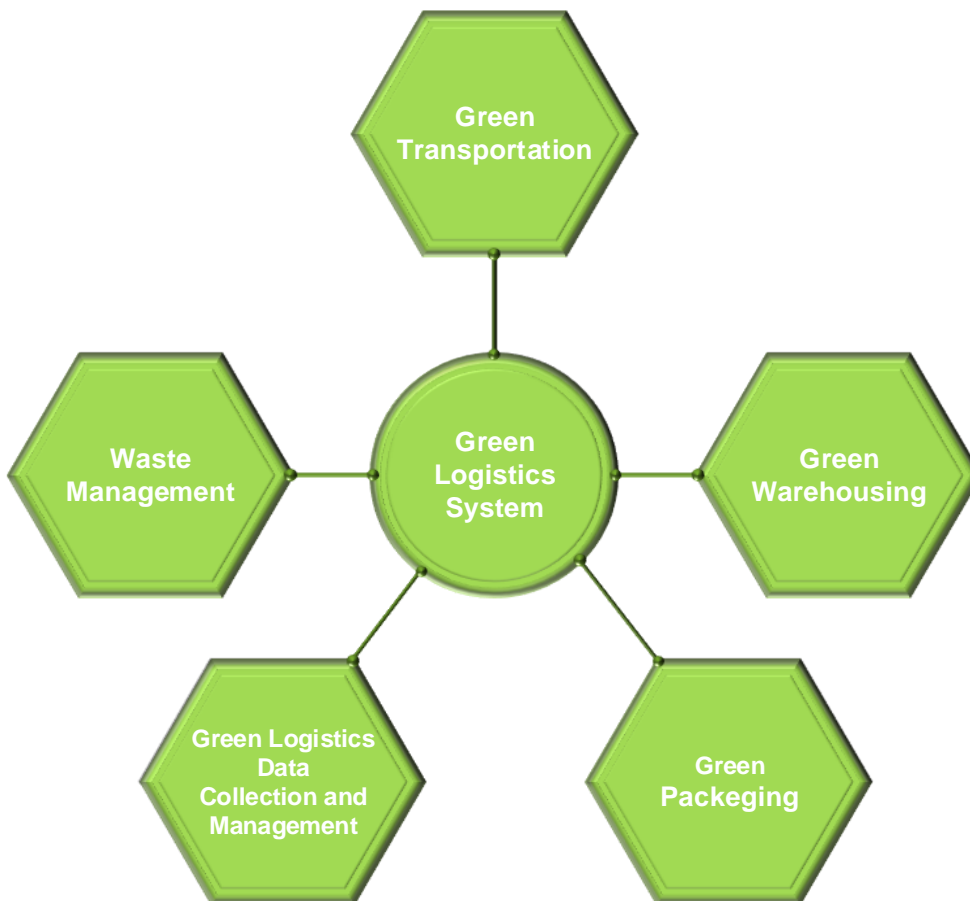 Green
Transportation
Waste
Management
Green
Logistics
System
Green
Warehousing
Green Logistics
Data
Collection and
Management
Green
Packeging